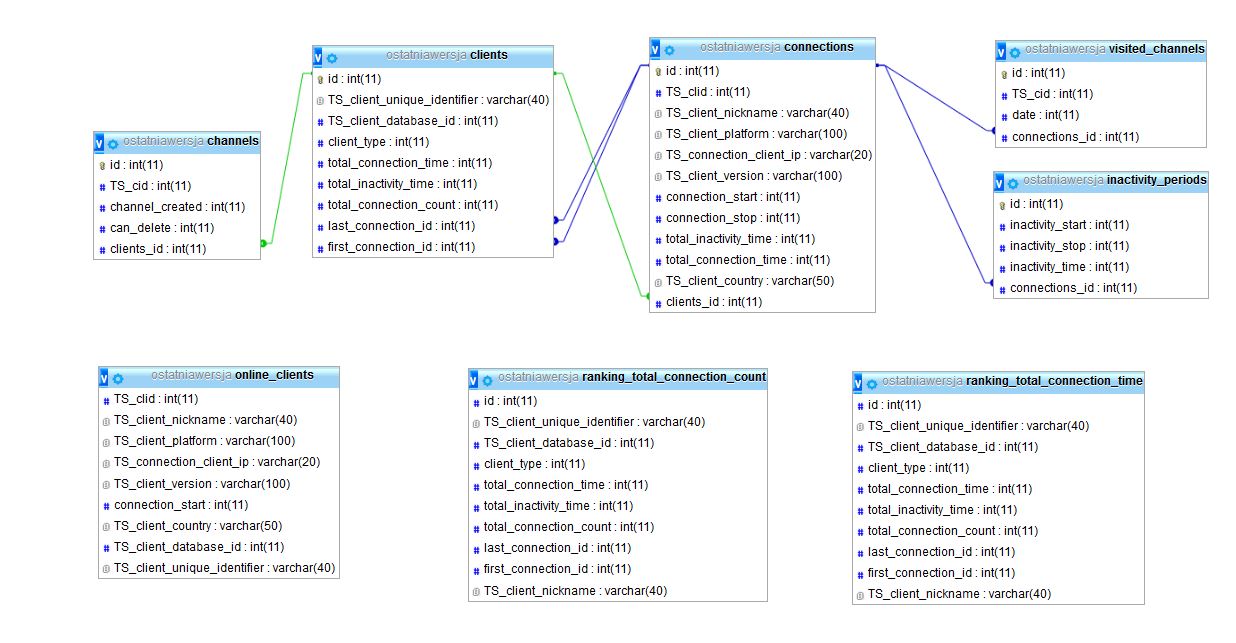 ostatniawersja channels
id : int(11)
TS_cid : int(11)
channel_created : int(11)
can_delete : int(11)
clients_id : int(11)
ostatniawersja clients
id : int(11)
TS_client_unique_identifier : varchar(40)
TS_client_database_id : int(11)
client_type : int(11)
total_connection_time : int(11)
total_inactivity_time : int(11)
total_connection_count : int(11)
last_connection_id : int(11)
first_connection_id : int(11)
ostatniawersja connections
id : int(11)
TS_clid : int(11)
TS_client_nickname : varchar(40)
TS_client_platform : varchar(100)
TS_connection_client_ip : varchar(20)
TS_client_version : varchar(100)
connection_start : int(11)
connection_stop : int(11)
total_inactivity_time : int(11)
total_connection_time : int(11)
TS_client_country : varchar(50)
clients_id : int(11)
ostatniawersja visited_channels
id : int(11)
TS_cid : int(11)
date : int(11)
connections_id : int(11)
ostatniawersja inactivity_periods
id : int(11)
inactivity_start : int(11)
inactivity_stop : int(11)
inactivity_time : int(11)
connections_id : int(11)
ostatniawersja online_clients
TS_clid : int(11)
TS_client_nickname : varchar(40)
TS_client_platform : varchar(100)
TS_connection_client_ip : varchar(20)
TS_client_version : varchar(100)
connection_start : int(11)
TS_client_country : varchar(50)
TS_client_database_id : int(11)
TS_client_unique_identifier : varchar(40)
ostatniawersja ranking_total_connection_count
id : int(11)
TS_client_unique_identifier : varchar(40)
TS_client_database_id : int(11)
client_type : int(11)
total_connection_time : int(11)
total_inactivity_time : int(11)
total_connection_count : int(11)
last_connection_id : int(11)
first_connection_id : int(11)
TS_client_nickname : varchar(40)
ostatniawersja ranking_total_connection_time
id : int(11)
TS_client_unique_identifier : varchar(40)
TS_client_database_id : int(11)
client_type : int(11)
total_connection_time : int(11)
total_inactivity_time : int(11)
total_connection_count : int(11)
last_connection_id : int(11)
first_connection_id : int(11)
TS_client_nickname : varchar(40)